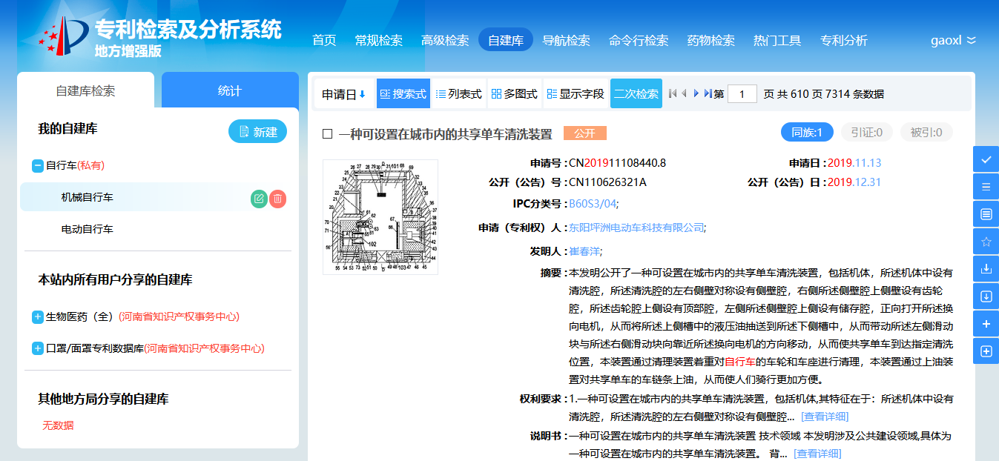 专利检索及分析系统
地方增强版
首页 常规检索 高级检索 自建库 导航检索 命令行检索 药物检索 热门工具 专利分析 gaoxl
自建库检索 统计
我的自建库 新建
自行车(私有)
机械自行车
电动自行车
本站内所有用户分享的自建库
生物医药（全）(河南省知识产权事务中心)
口罩/面罩专利数据库(河南省知识产权事务中心)
其他地方局分享的自建库
无数据
申请日 搜索式 列表式 多图式 显示字段 二次检索 第 1 页 共 610 页 7314 条数据
一种可设置在城市内的共享单车清洗装置 公开 同族:1 引证:0 被引:0
申请号 :CN201911108440.8 申请日 :2019.11.13
公开（公告）号 :CN110626321A 公开（公告）日 :2019.12.31
IPC分类号 :B60S3/04;
申请（专利权）人 :东阳坪洲电动车科技有限公司;
发明人 :崔春洋;
摘要 :本发明公开了一种可设置在城市内的共享单车清洗装置，包括机体，所述机体中设有
清洗腔，所述清洗腔的左右侧壁对称设有侧壁腔，右侧所述侧壁腔上侧壁设有齿轮
腔，所述齿轮腔上侧设有顶部腔，左侧所述侧壁腔上侧设有储存腔，正向打开所述换
向电机，从而将所述上侧槽中的液压油抽送到所述下侧槽中，从而带动所述左侧滑动
块与所述右侧滑动块向靠近所述换向电机的方向移动，从而使共享单车到达指定清洗
位置，本装置通过清理装置着重对自行车的车轮和车座进行清理，本装置通过上油装
置对共享单车的车链条上油，从而使人们骑行更加方便。
权利要求 :1.一种可设置在城市内的共享单车清洗装置，包括机体,其特征在于：所述机体中设有
清洗腔，所述清洗腔的左右侧壁对称设有侧壁腔... [查看详细]
说明书 :一种可设置在城市内的共享单车清洗装置 技术领域 本发明涉及公共建设领域,具体为
一种可设置在城市内的共享单车清洗装置。 背... [查看详细]